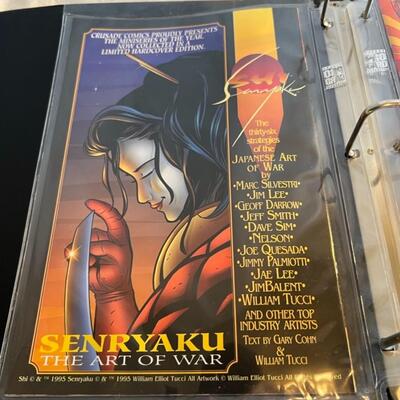 CRUSADE COMICS PROUDLY PRESENTS
THE MINISERIES OF THE YEAR.
NOW COLLECTED IN A
LIMITED HARDCOVER EDITION.
The
thirty-six
strategies
of the
JAPANESE ART
OF WAR
by
MARC SILVESTRI•
•JIM LEE•
•GEOFF DARROW•
•JEFF SMITH•
•DAVE SIM•
•NELSON•
•JOE QUESADA•
•JIMMY PALMIOTTI•
•JAE LEE•
•JIM BALENT•
•WILLIAM TUCCI•
AND OTHER TOP
INDUSTRY ARTISTS
TEXT BY GARY COHN
&
WILLIAM TUCCI
SENRYAKU
THE ART OF WAR
Shi © & ™ 1995 Senryaku © & ™ 1995 William Elliot Tucci All Artwork © William Elliot Tucci All Rights Reserved